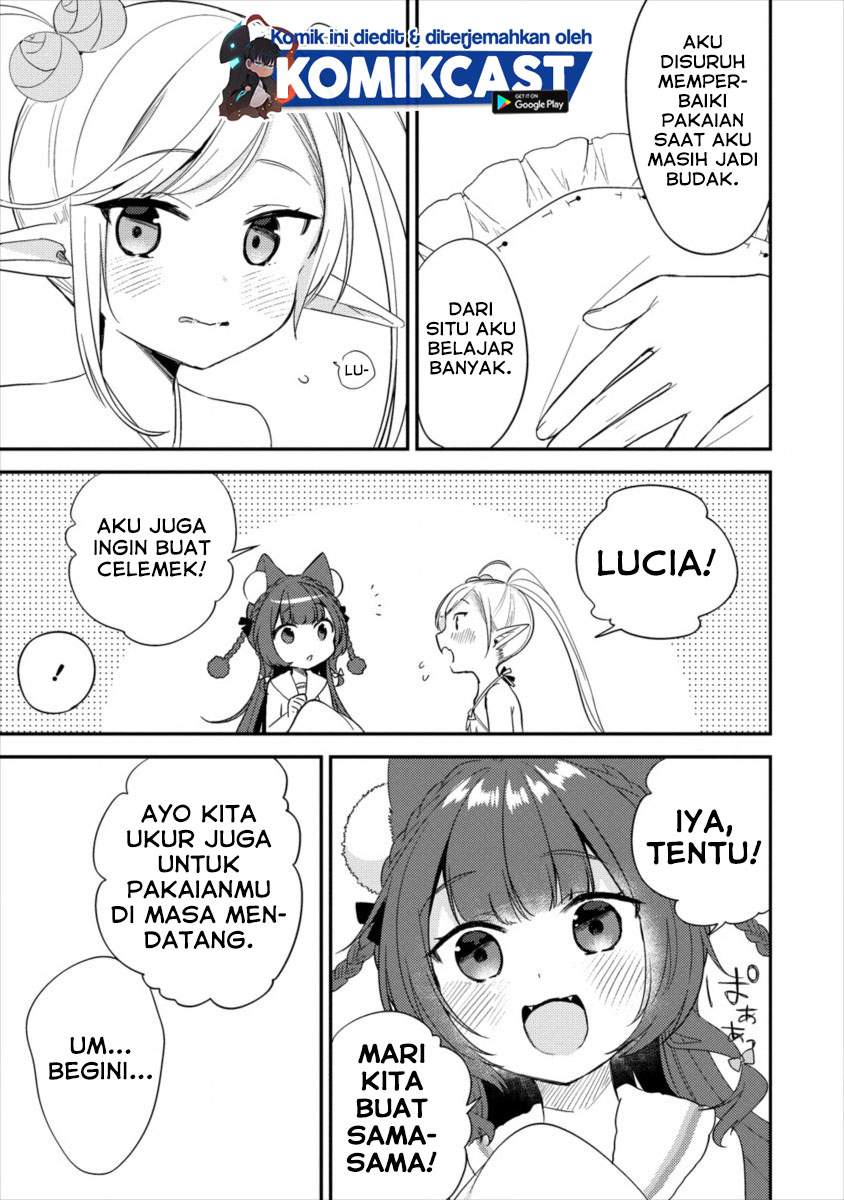 Komik ini diedit & diterjemahkan oleh
KOMIKCAST
GET IT ON
Google Play
AKU
DISURUH
MEMPER-
BAIKI
PAKAIAN
SAAT AKU
MASIH JADI
BUDAK.
DARI
SITU AKU
BELAJAR
BANYAK.
LU-
LUCIA!
AKU JUGA
INGIN BUAT
CELEMEK!
!
IYA,
TENTU!
ぱぁぁぁ
MARI
KITA
BUAT
SAMA-
SAMA!
AYO KITA
UKUR JUGA
UNTUK
PAKAIANMU
DI MASA MEN-
DATANG.
UM...
BEGINI...